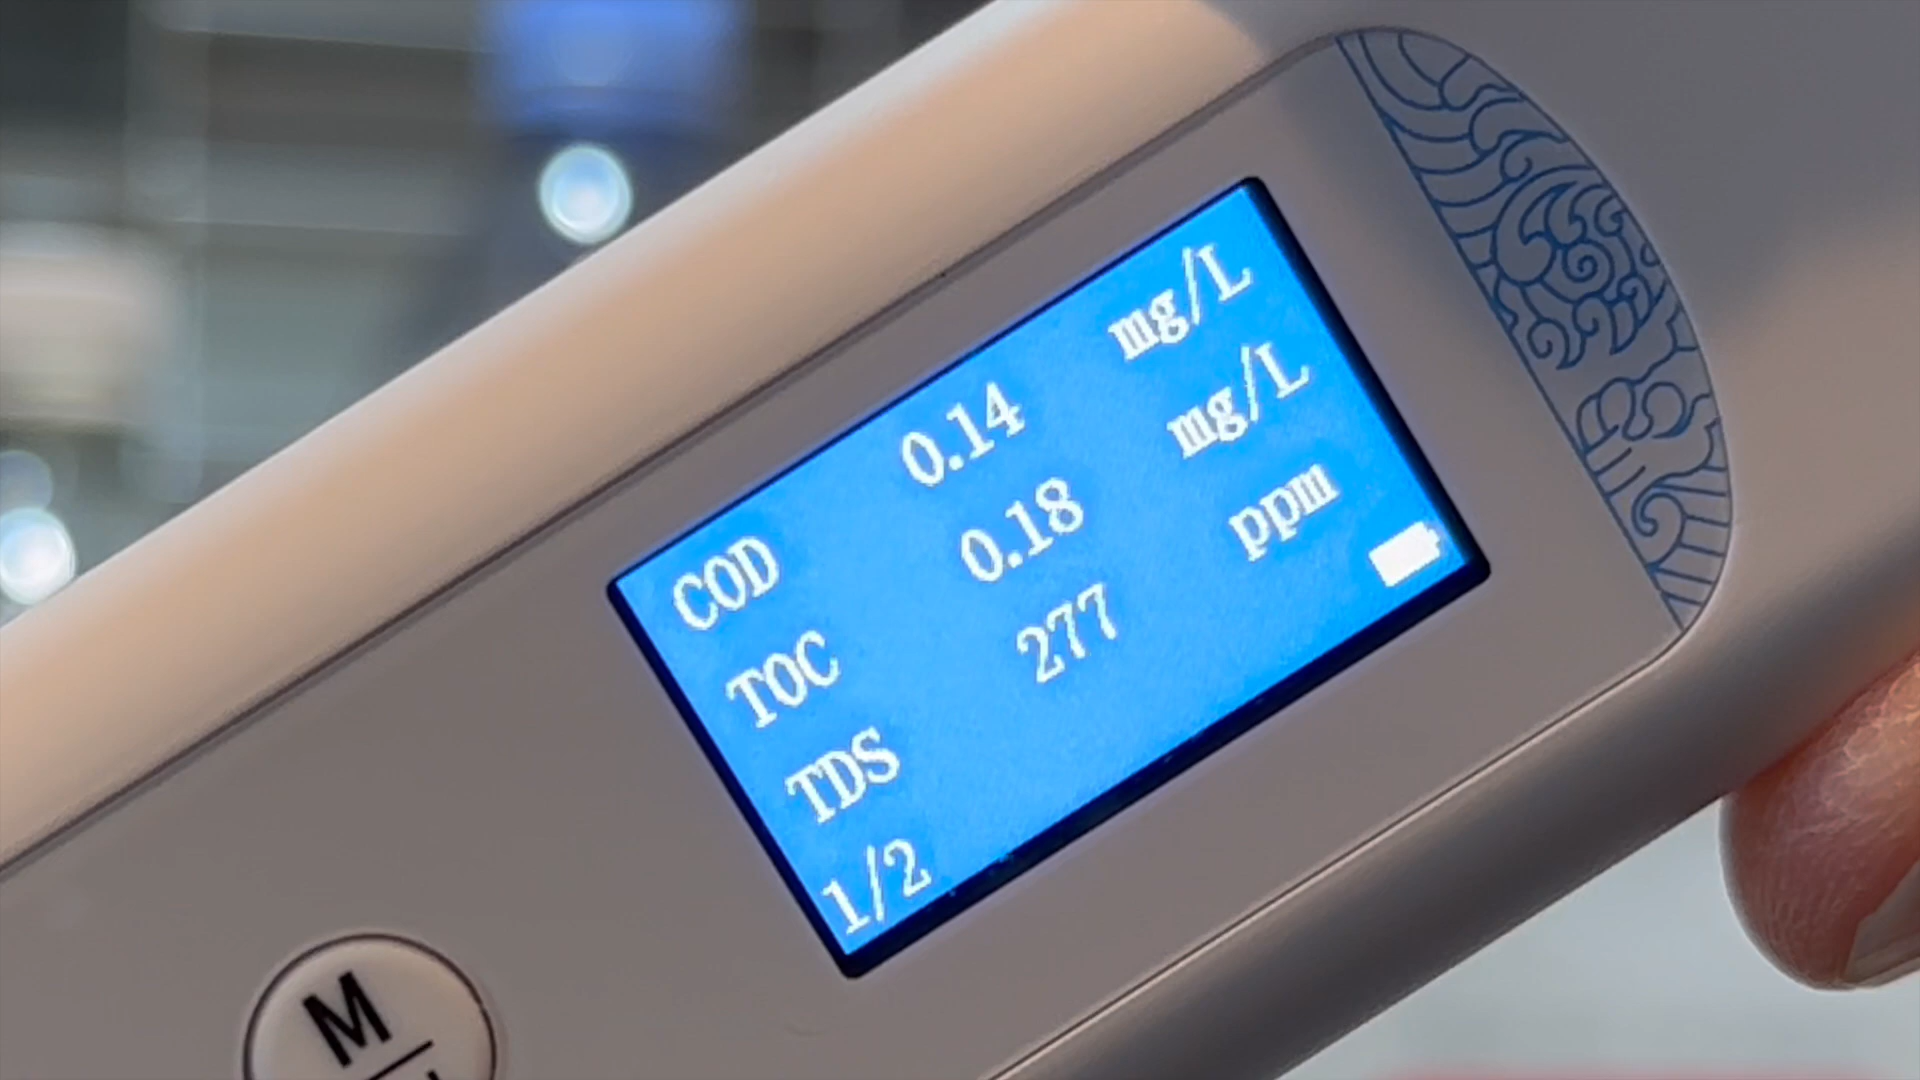 COD 0.14 mg/L
TOC 0.18 mg/L
TDS 277 ppm
1/2
M